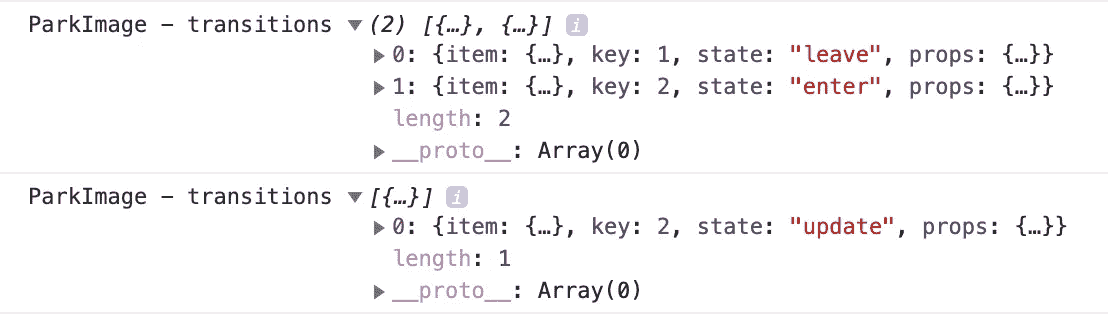 ParkImage – transitions ▼(2) [{…}, {…}] i
▶0: {item: {…}, key: 1, state: "leave", props: {…}}
▶1: {item: {…}, key: 2, state: "enter", props: {…}}
length: 2
▶__proto__: Array(0)
ParkImage – transitions ▼[{…}] i
▶0: {item: {…}, key: 2, state: "update", props: {…}}
length: 1
▶__proto__: Array(0)